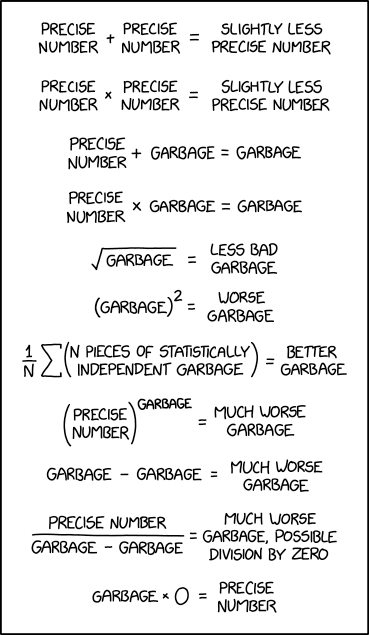 PRECISE NUMBER + PRECISE NUMBER = SLIGHTLY LESS PRECISE NUMBER
PRECISE NUMBER × PRECISE NUMBER = SLIGHTLY LESS PRECISE NUMBER
PRECISE NUMBER + GARBAGE = GARBAGE
PRECISE NUMBER × GARBAGE = GARBAGE
√GARBAGE = LESS BAD GARBAGE
(GARBAGE)² = WORSE GARBAGE
1/N ∑ (N PIECES OF STATISTICALLY INDEPENDENT GARBAGE) = BETTER GARBAGE
(PRECISE NUMBER)^GARBAGE = MUCH WORSE GARBAGE
GARBAGE – GARBAGE = MUCH WORSE GARBAGE
PRECISE NUMBER / (GARBAGE – GARBAGE) = MUCH WORSE GARBAGE, POSSIBLE DIVISION BY ZERO
GARBAGE × 0 = PRECISE NUMBER